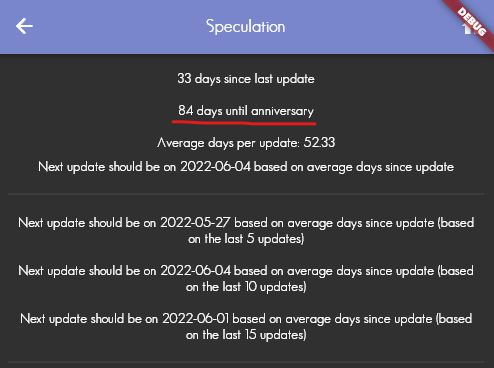 Speculation
DEBUG
33 days since last update
84 days until anniversary
Average days per update: 52.33
Next update should be on 2022-06-04 based on average days since update
Next update should be on 2022-05-27 based on average days since update (based
on the last 5 updates)
Next update should be on 2022-06-04 based on average days since update (based
on the last 10 updates)
Next update should be on 2022-06-01 based on average days since update (based
on the last 15 updates)